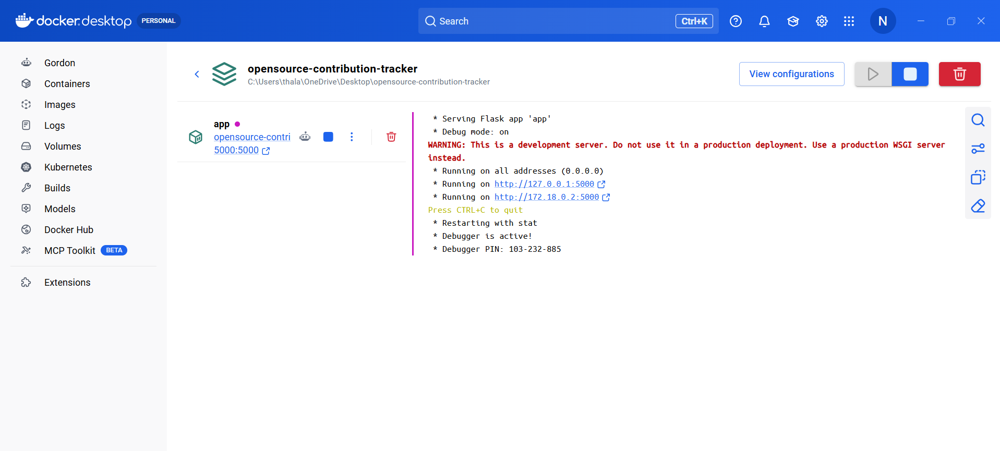 docker.desktop PERSONAL
Search Ctrl+K
N
Gordon
Containers
Images
Logs
Volumes
Kubernetes
Builds
Models
Docker Hub
MCP Toolkit BETA
Extensions
opensource-contribution-tracker
C:\Users\thala\OneDrive\Desktop\opensource-contribution-tracker
View configurations
app
opensource-contri
5000:5000
* Serving Flask app 'app'
* Debug mode: on
WARNING: This is a development server. Do not use it in a production deployment. Use a production WSGI server
instead.
* Running on all addresses (0.0.0.0)
* Running on http://127.0.0.1:5000
* Running on http://172.18.0.2:5000
Press CTRL+C to quit
* Restarting with stat
* Debugger is active!
* Debugger PIN: 103-232-885